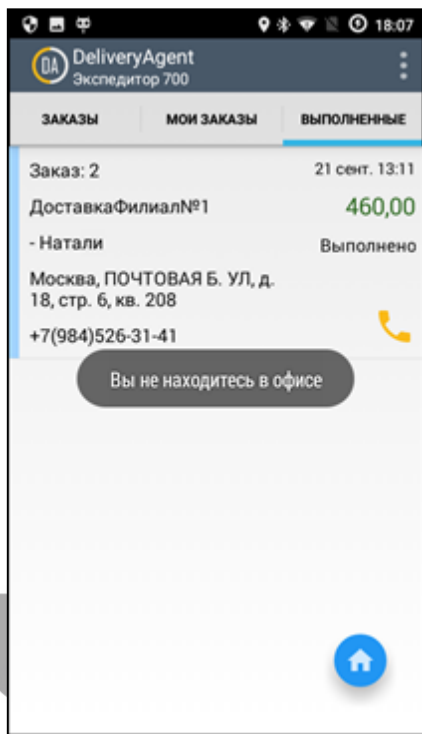 18:07
DA
DeliveryAgent
Экспедитор 700
ЗАКАЗЫ
МОИ ЗАКАЗЫ
ВЫПОЛНЕННЫЕ
Заказ: 2
21 сент. 13:11
ДоставкаФилиал№1
460,00
- Натали
Выполнено
Москва, ПОЧТОВАЯ Б. УЛ, д.
18, стр. 6, кв. 208
+7(984)526-31-41
Вы не находитесь в офисе